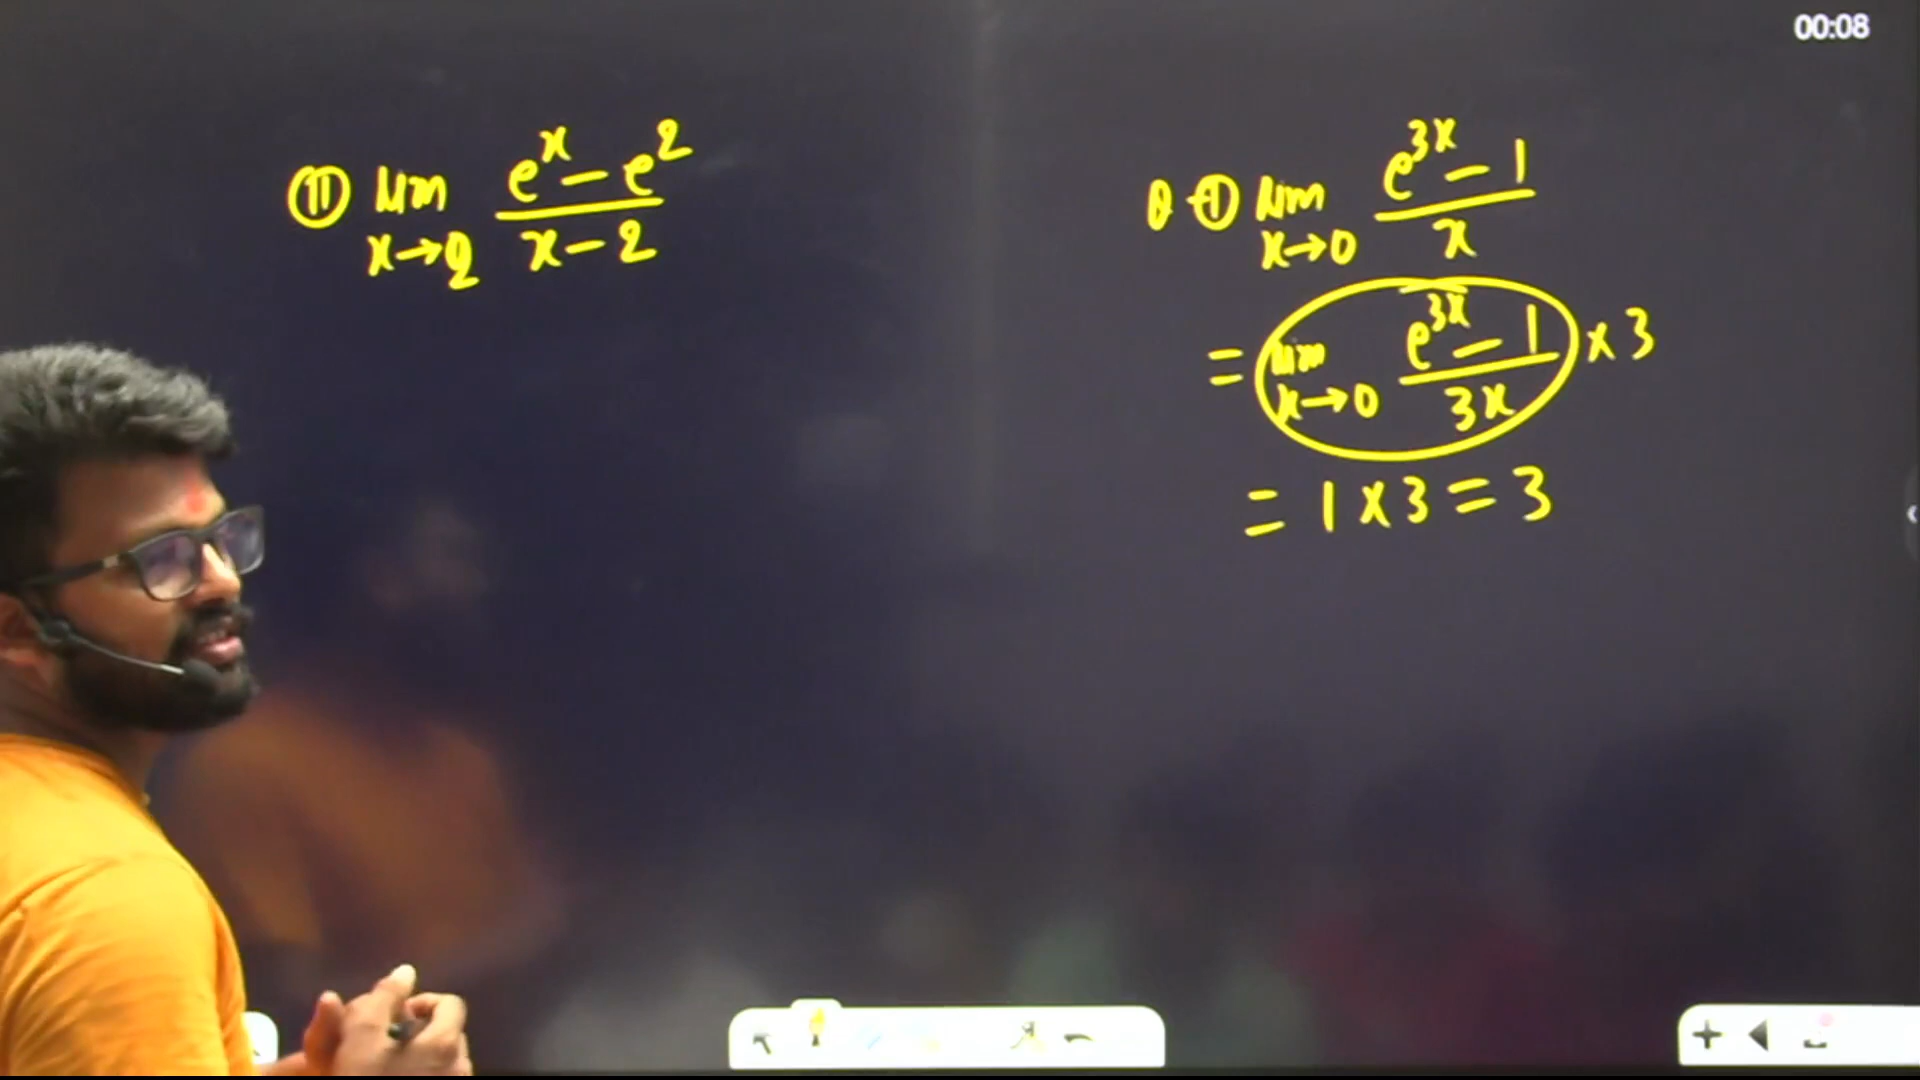 00:08
(II) lim x→2 (e^x - e^2)/(x-2)
Q-(I) lim x→0 (e^3x - 1)/x
= lim x→0 (e^3x - 1)/3x × 3
= 1 × 3 = 3